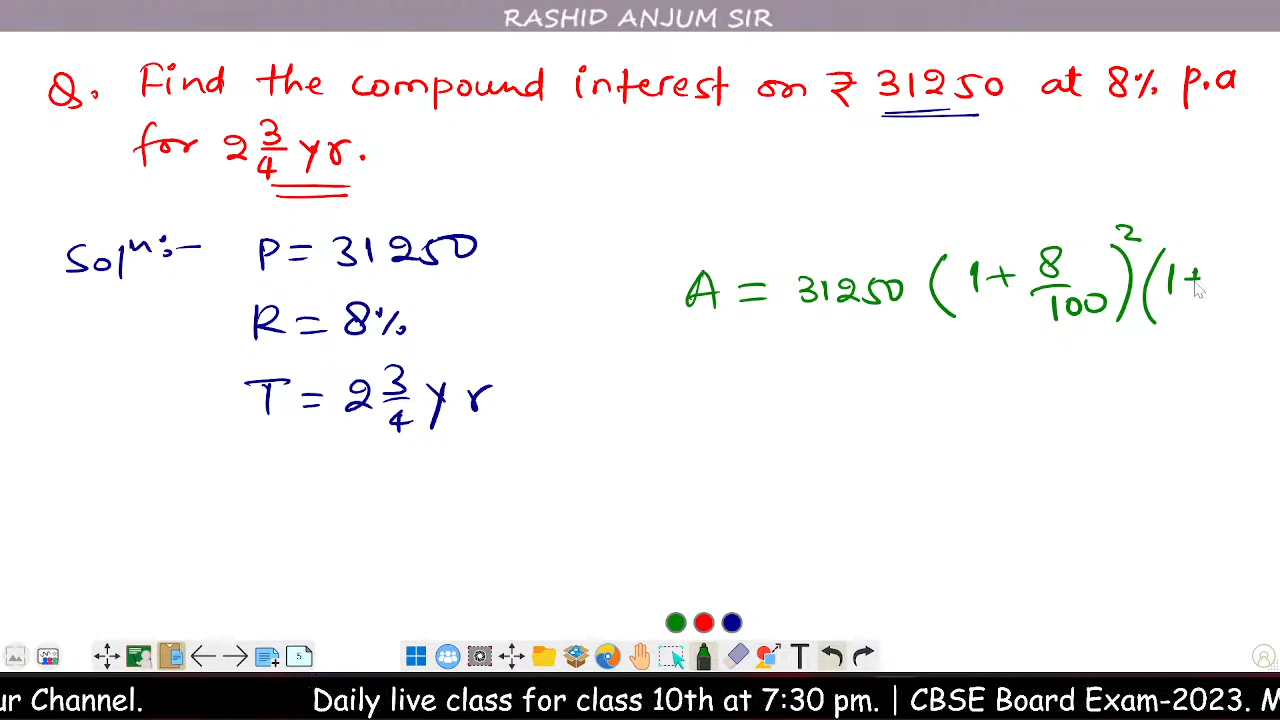 RASHID ANJUM SIR
Q. Find the compound interest on ₹ 31250 at 8% p.a
for 2 3/4 yr.
Solⁿ:- P = 31250
R = 8%
T = 2 3/4 yr
A = 31250 (1 + 8/100)² (1 +
5
ur Channel. Daily live class for class 10th at 7:30 pm. | CBSE Board Exam-2023. M